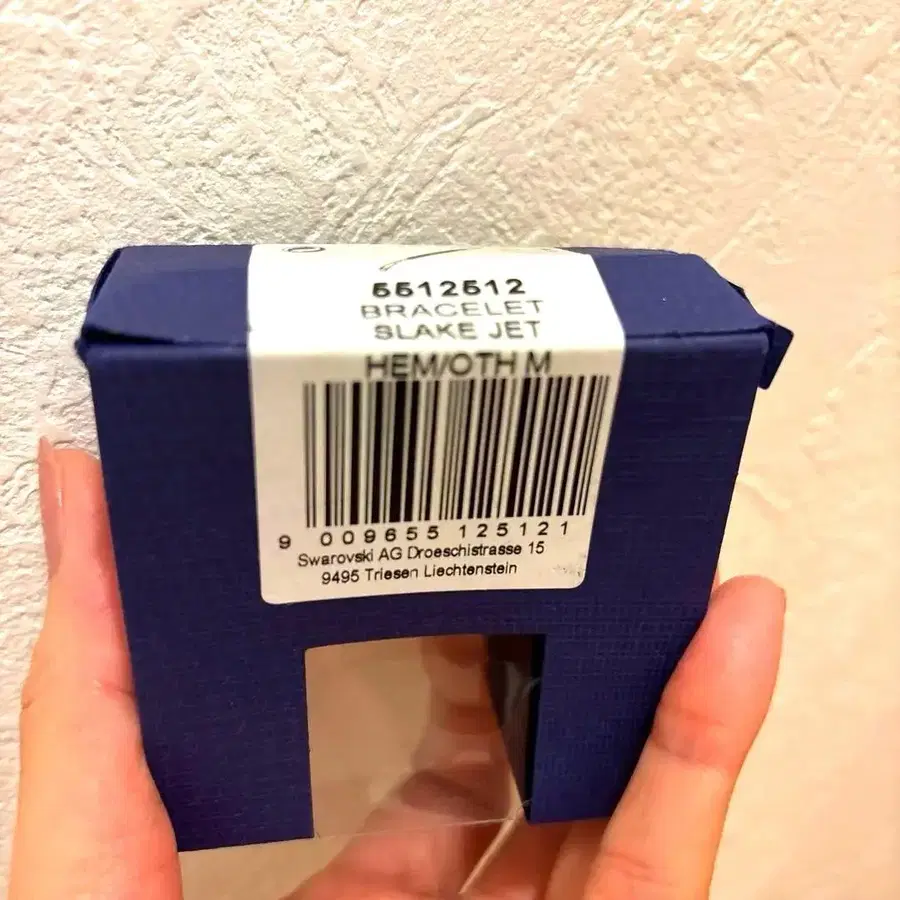 5512512
BRACELET
SLAKE JET
HEM/OTH M
9 009655 125121
Swarovski AG Droeschistrasse 15
9495 Triesen Liechtenstein